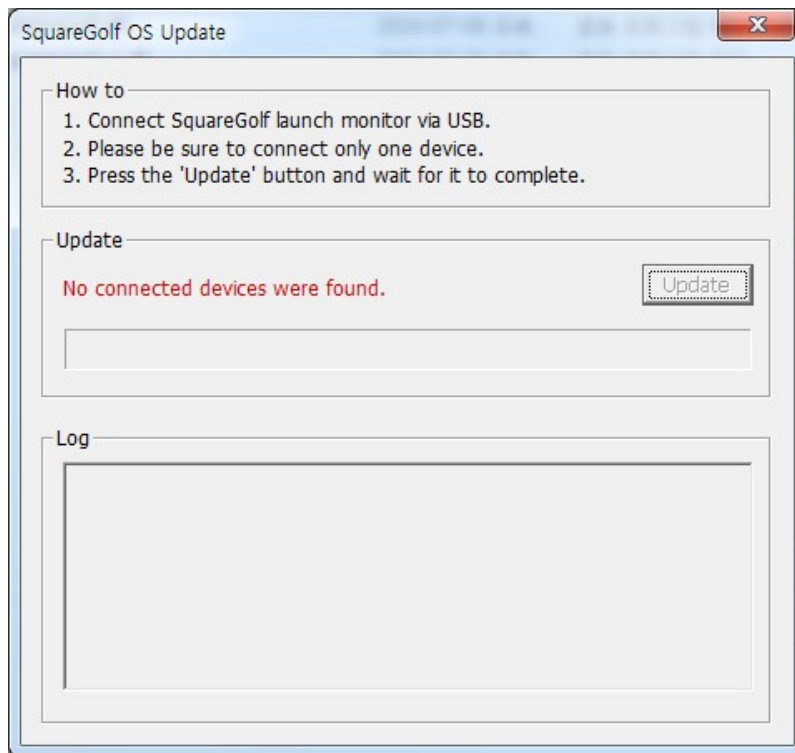 SquareGolf OS Update
How to
1. Connect SquareGolf launch monitor via USB.
2. Please be sure to connect only one device.
3. Press the 'Update' button and wait for it to complete.
Update
No connected devices were found.
Update
Log